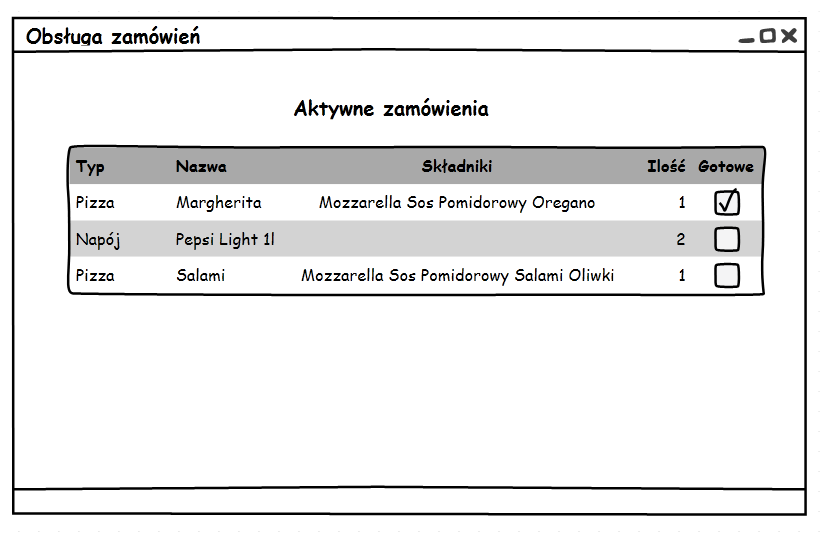 Obsługa zamówień
Aktywne zamówienia
Typ Nazwa Składniki Ilość Gotowe
Pizza Margherita Mozzarella Sos Pomidorowy Oregano 1
Napój Pepsi Light 1l 2
Pizza Salami Mozzarella Sos Pomidorowy Salami Oliwki 1